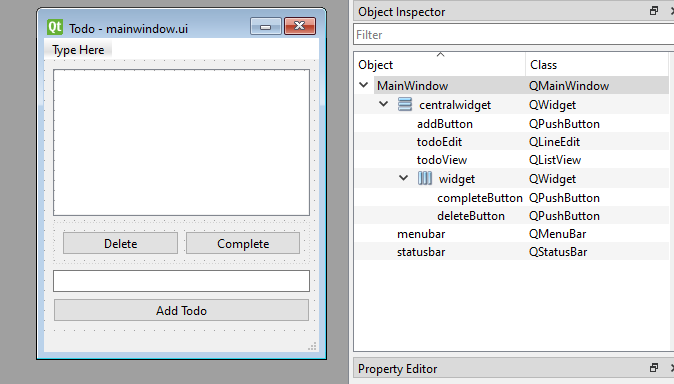 Qt Todo - mainwindow.ui
Type Here
Delete Complete
Add Todo
Object Inspector
Filter
Object Class
MainWindow QMainWindow
centralwidget QWidget
addButton QPushButton
todoEdit QLineEdit
todoView QListView
widget QWidget
completeButton QPushButton
deleteButton QPushButton
menubar QMenuBar
statusbar QStatusBar
Property Editor